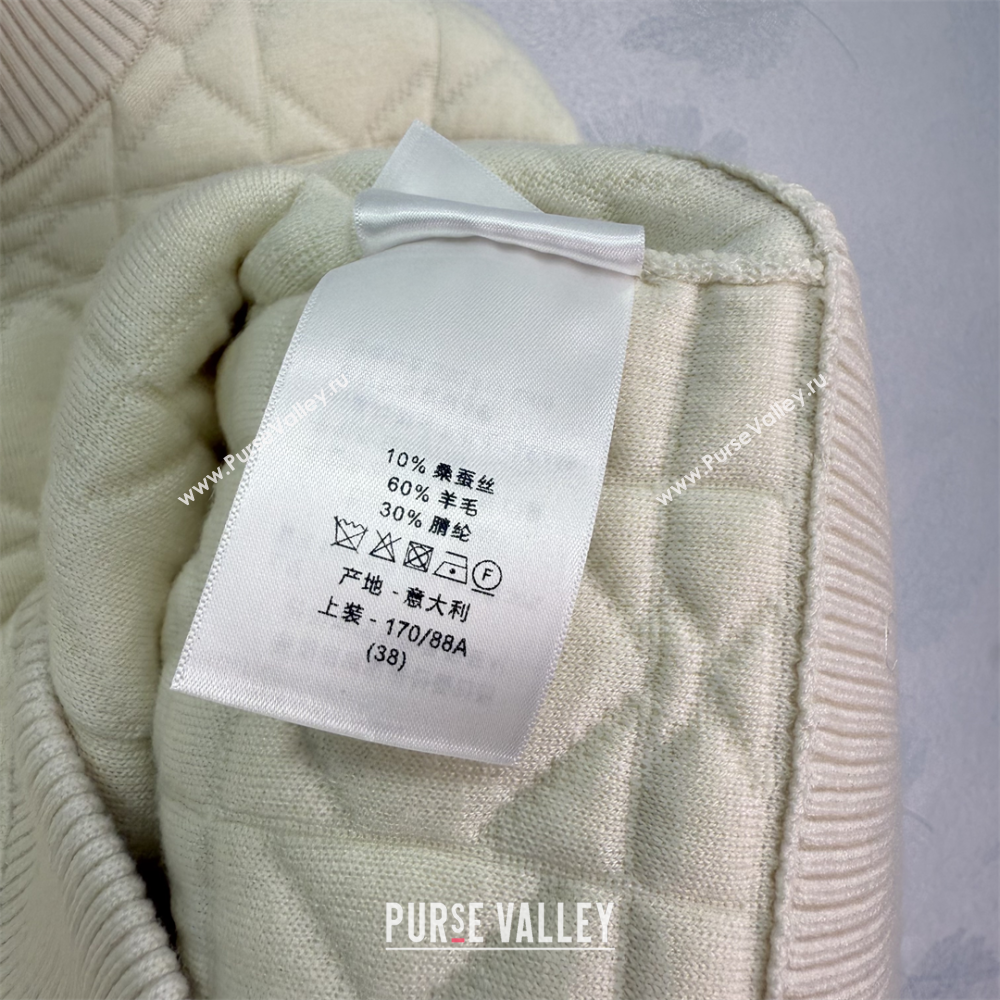 10% 桑蚕丝
60% 羊毛
30% 腈纶
F
产地 - 意大利
上装 - 170/88A
(38)
www.PurseValley.ru
www.PurseValley.ru
PURSE VALLEY